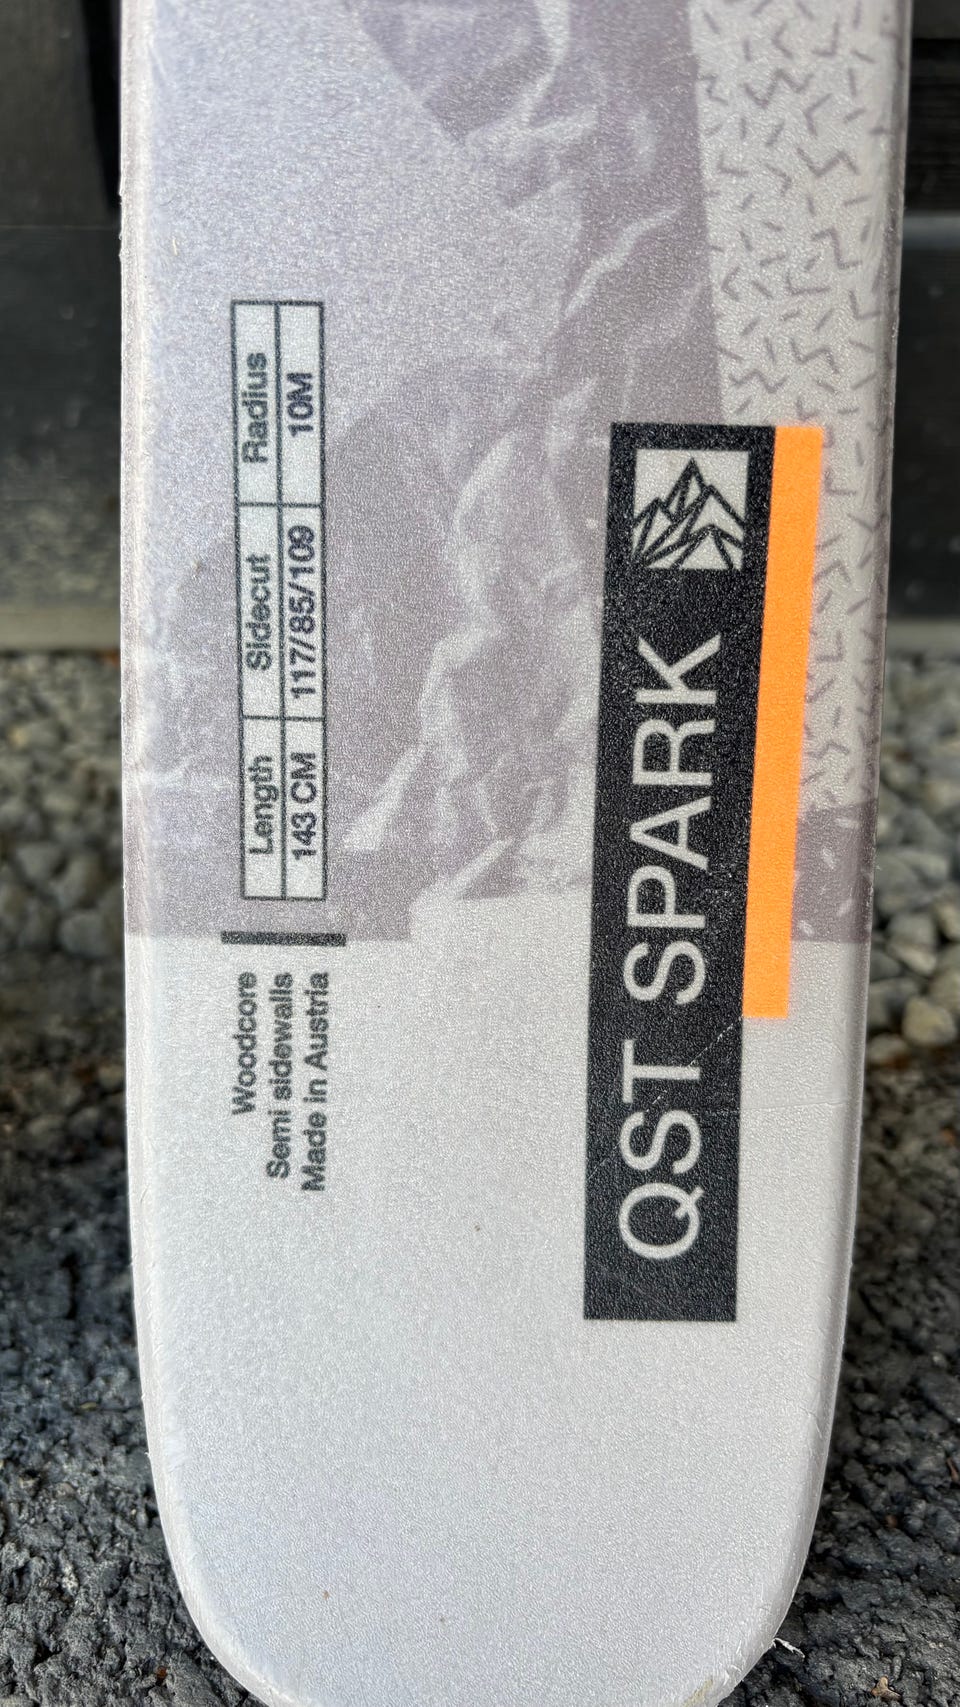 Woodcore
Semi sidewalls
Made in Austria
Length Sidecut Radius
143 CM 117/85/109 10M
QST SPARK